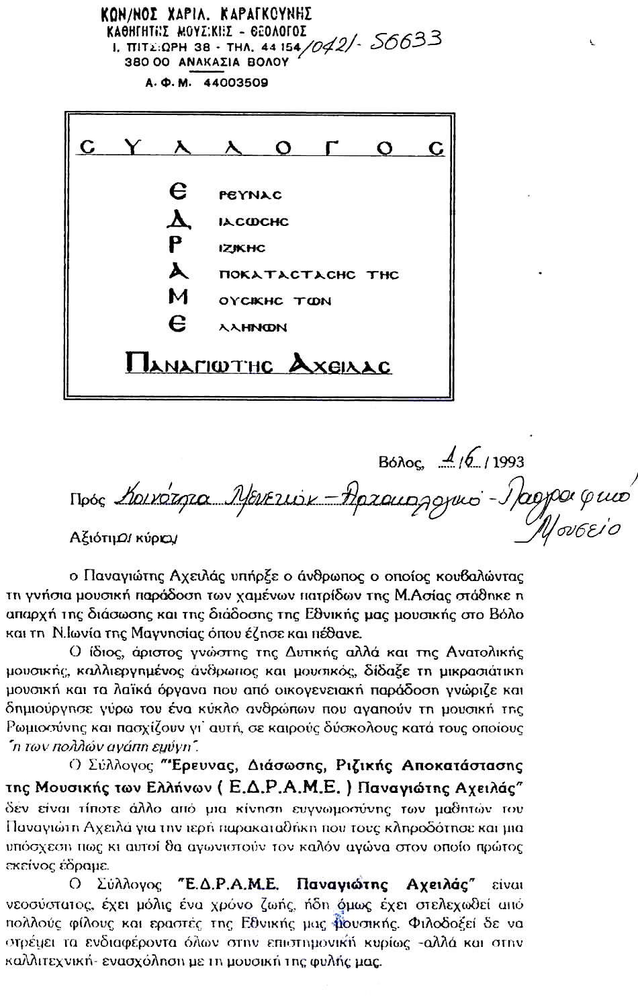 ΚΩΝ/ΝΟΣ ΧΑΡΙΛ. ΚΑΡΑΓΚΟΥΝΗΣ
ΚΑΘΗΓΗΤΗΣ ΜΟΥΣΙΚΗΣ - ΘΕΟΛΟΓΟΣ
Ι. ΠΙΤΣΙΩΡΗ 38 - ΤΗΛ. 44 154/0421-56633
380 00 ΑΝΑΚΑΣΙΑ ΒΟΛΟΥ
Α.Φ.Μ. 44003509
ΣΥΛΛΟΓΟΣ
Ε ΡΕΥΝΑΣ
Δ ΙΑΣΩΣΗΣ
Ρ ΙΖΙΚΗΣ
Α ΠΟΚΑΤΑΣΤΑΣΗΣ ΤΗΣ
Μ ΟΥΣΙΚΗΣ ΤΩΝ
Ε ΛΛΗΝΩΝ
ΠΑΝΑΓΙΩΤΗΣ ΑΧΕΙΛΑΣ
Βόλος, 1/6/1993
Πρός Κοινότητα Μενετών - Αρχαιολογικό - Λαογραφικό
Μουσείο
Αξιότιμοι κύριοι
ο Παναγιώτης Αχειλάς υπήρξε ο άνθρωπος ο οποίος κουβαλώντας
τη γνήσια μουσική παράδοση των χαμένων πατρίδων της Μ.Ασίας στάθηκε η
απαρχή της διάσωσης και της διάδοσης της Εθνικής μας μουσικής στο Βόλο
και τη Ν.Ιωνία της Μαγνησίας όπου έζησε και πέθανε.
Ο ίδιος, άριστος γνώστης της Δυτικής αλλά και της Ανατολικής
μουσικής, καλλιεργημένος άνθρωπος και μουσικός, δίδαξε τη μικρασιάτικη
μουσική και τα λαϊκά όργανα που από οικογενειακή παράδοση γνώριζε και
δημιούργησε γύρω του ένα κύκλο ανθρώπων που αγαπούν τη μουσική της
Ρωμιοσύνης και πασχίζουν γι' αυτή, σε καιρούς δύσκολους κατά τους οποίους
"η των πολλών αγάπη εψύγη".
Ο Σύλλογος "Έρευνας, Διάσωσης, Ριζικής Αποκατάστασης
της Μουσικής των Ελλήνων ( Ε.Δ.Ρ.Α.Μ.Ε. ) Παναγιώτης Αχειλάς"
δεν είναι τίποτε άλλο από μια κίνηση ευγνωμοσύνης των μαθητών του
Παναγιώτη Αχειλά για την ιερή παρακαταθήκη που τους κληροδότησε και μια
υπόσχεση πως κι αυτοί θα αγωνιστούν τον καλόν αγώνα στον οποίο πρώτος
εκείνος έδραμε.
Ο Σύλλογος "Ε.Δ.Ρ.Α.Μ.Ε. Παναγιώτης Αχειλάς" είναι
νεοσύστατος, έχει μόλις ένα χρόνο ζωής, ήδη όμως έχει στελεχωθεί από
πολλούς φίλους και εραστές της Εθνικής μας μουσικής. Φιλοδοξεί δε να
στρέψει τα ενδιαφέροντα όλων στην επιστημονική κυρίως -αλλά και στην
καλλιτεχνική- ενασχόληση με τη μουσική της φυλής μας.